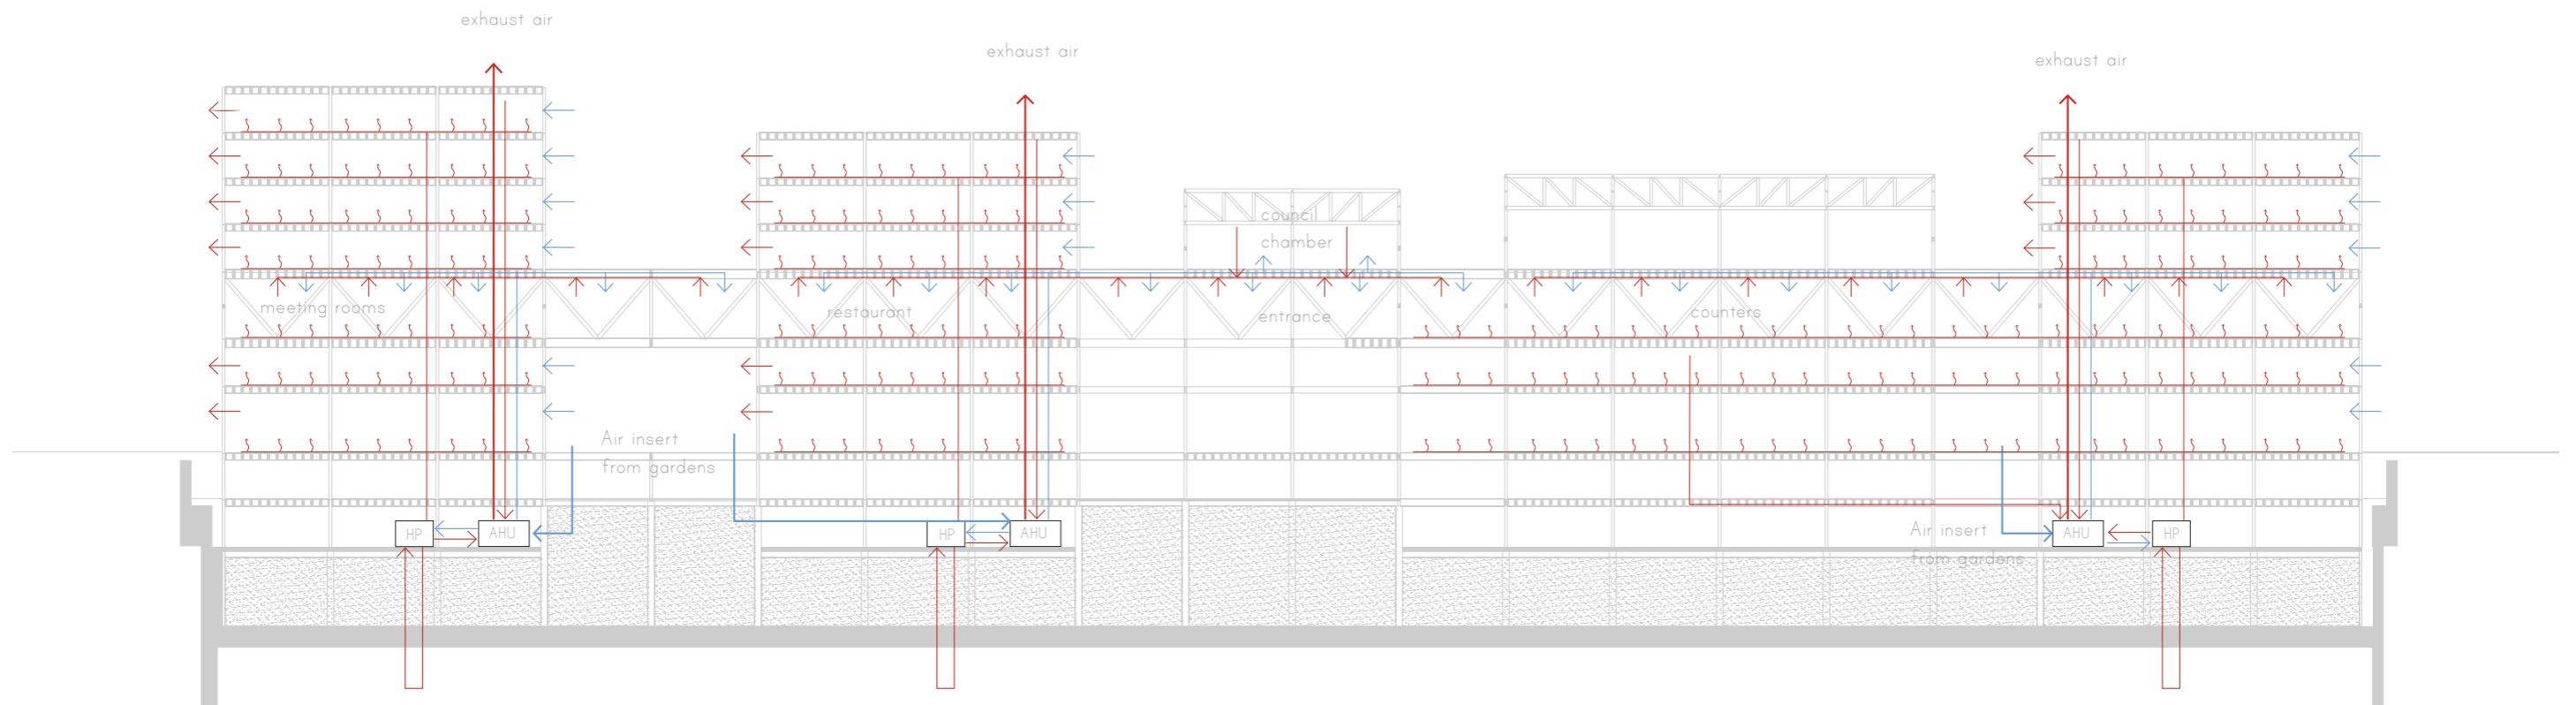 exhaust air
exhaust air
exhaust air
council
chamber
meeting rooms
restaurant
entrance
counters
Air insert
from gardens
HP
AHU
HP
AHU
Air insert
from gardens
AHU
HP